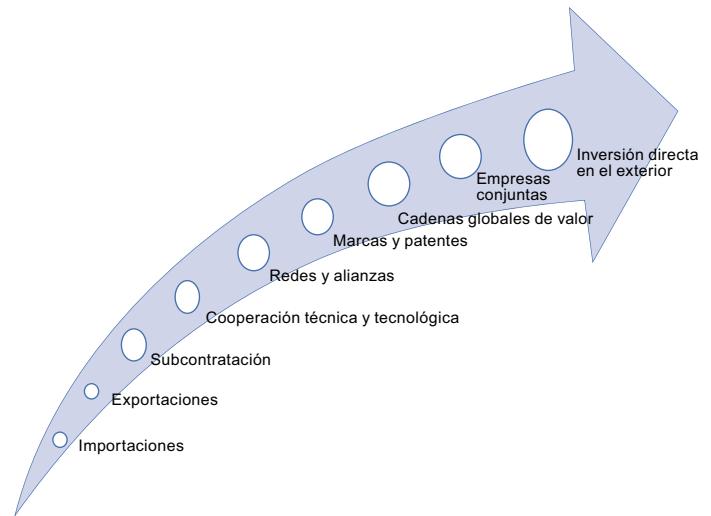 Inversión directa
en el exterior
Empresas
conjuntas
Cadenas globales de valor
Marcas y patentes
Redes y alianzas
Cooperación técnica y tecnológica
Subcontratación
Exportaciones
Importaciones